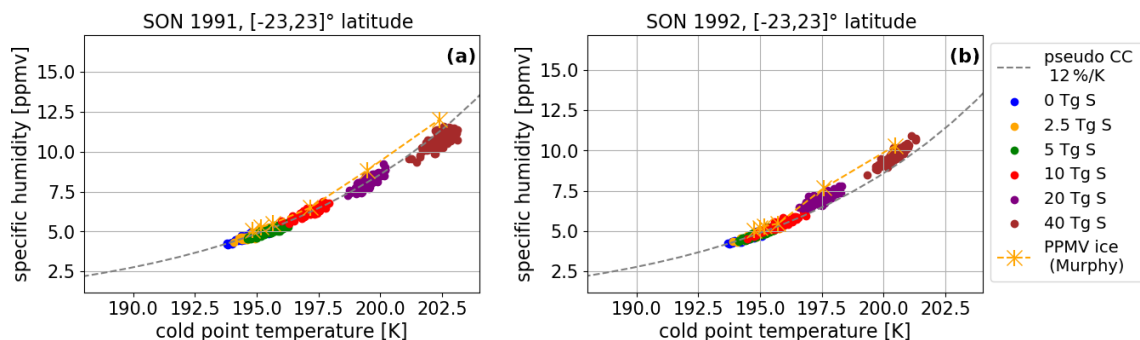 SON 1991, [-23,23]° latitude
(a)
specific humidity [ppmv]
15.0
12.5
10.0
7.5
5.0
2.5
190.0 192.5 195.0 197.5 200.0 202.5
cold point temperature [K]
SON 1992, [-23,23]° latitude
(b)
specific humidity [ppmv]
15.0
12.5
10.0
7.5
5.0
2.5
190.0 192.5 195.0 197.5 200.0 202.5
cold point temperature [K]
pseudo CC
12 %/K
0 Tg S
2.5 Tg S
5 Tg S
10 Tg S
20 Tg S
40 Tg S
PPMV ice
(Murphy)